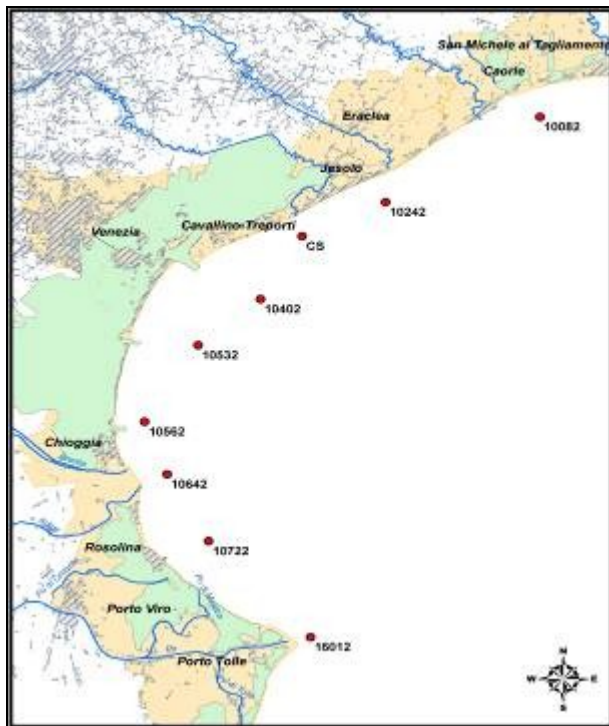 San Michele al Tagliamento
Caorle
10082
Eraclea
Jesolo
10242
Cavallino-Treporti
Venezia
CS
10402
10532
10562
Chioggia
10642
10722
Rosolina
Porto Viro
16012
Porto Tolle
N
W
E
S